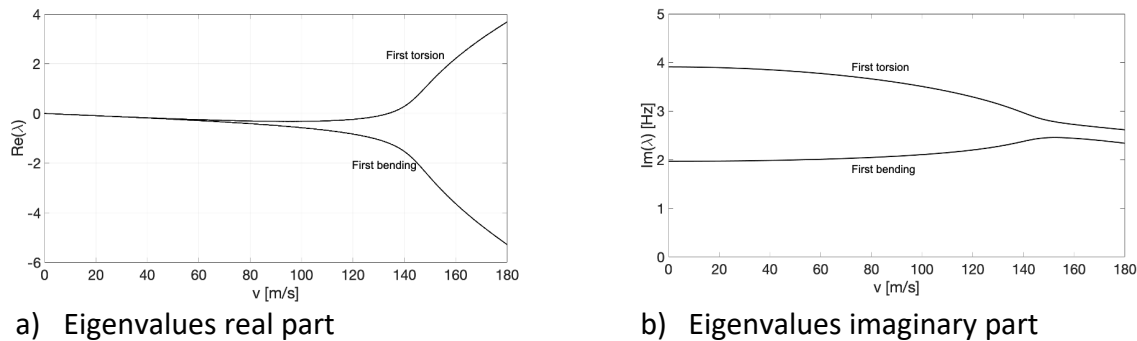 4
2
0
-2
-4
-6
Re(λ)
First torsion
First bending
0 20 40 60 80 100 120 140 160 180
v [m/s]
a) Eigenvalues real part
5
4
3
2
1
0
Im(λ) [Hz]
First torsion
First bending
0 20 40 60 80 100 120 140 160 180
v [m/s]
b) Eigenvalues imaginary part